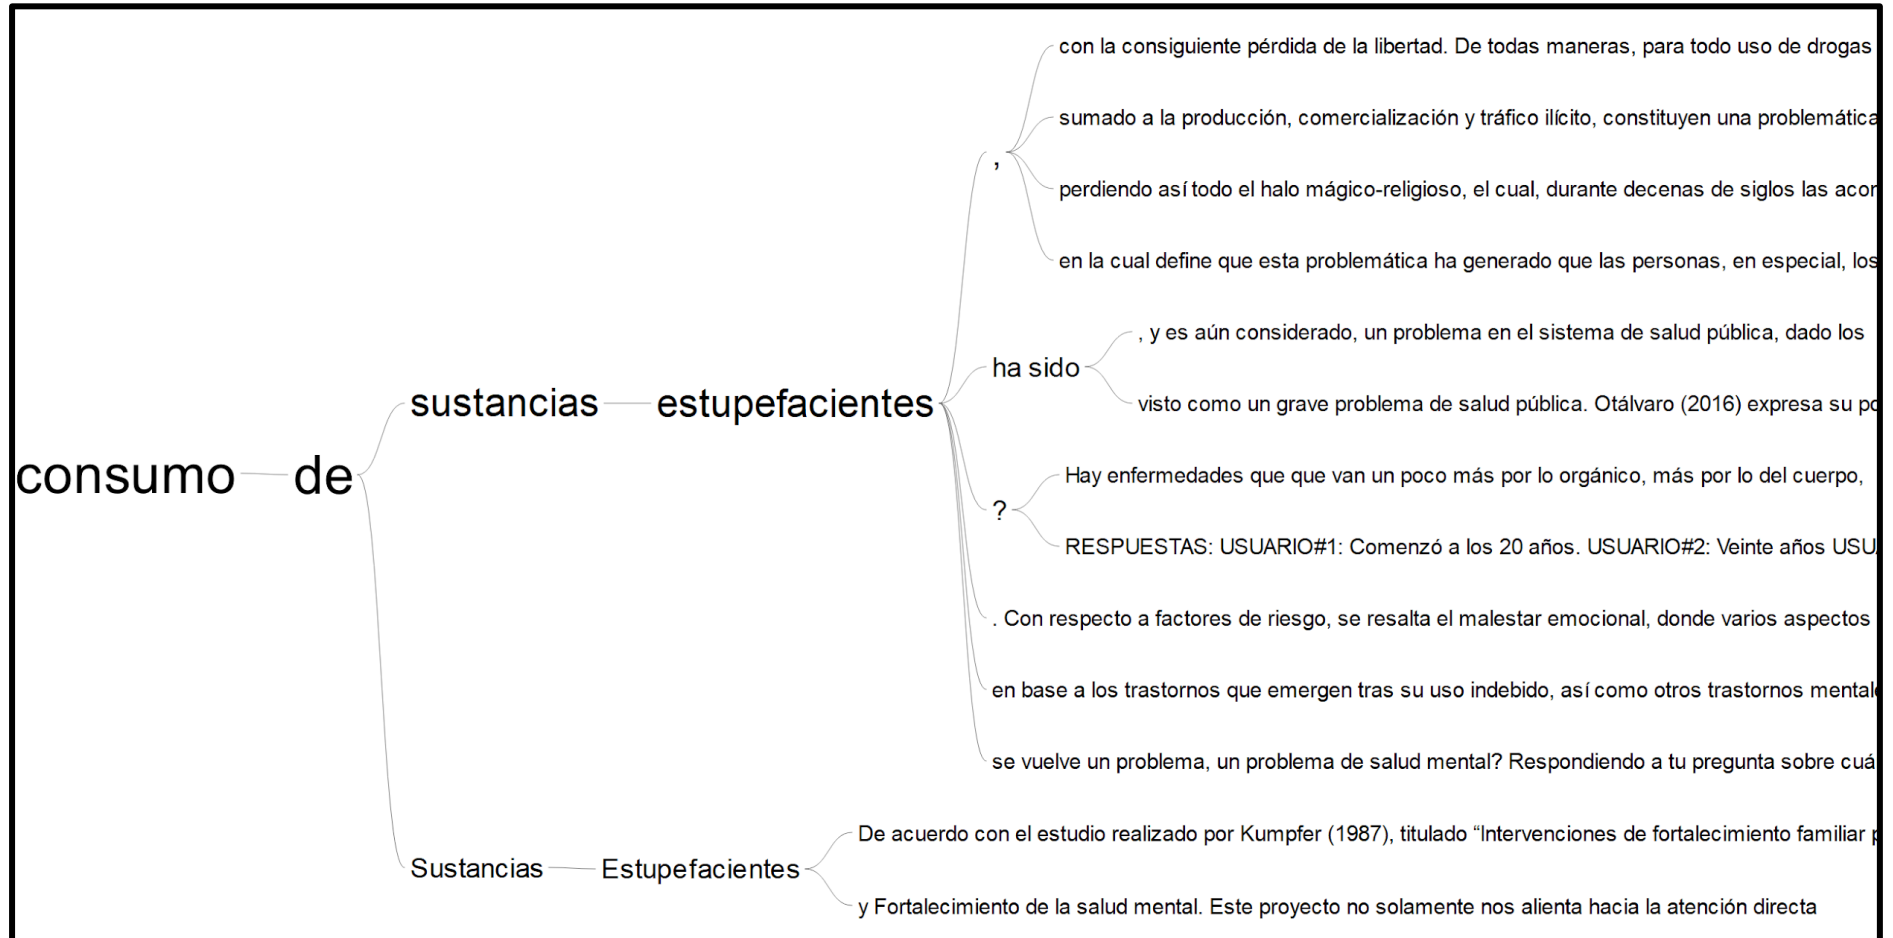 con la consiguiente pérdida de la libertad. De todas maneras, para todo uso de drogas
sumado a la producción, comercialización y tráfico ilícito, constituyen una problemática
,
perdiendo así todo el halo mágico-religioso, el cual, durante decenas de siglos las
en la cual define que esta problemática ha generado que las personas, en especial, los
, y es aún considerado, un problema en el sistema de salud pública, dado los
ha sido
visto como un grave problema de salud pública. Otálvaro (2016) expresa su
sustancias estupefacientes
consumo de
Hay enfermedades que que van un poco más por lo orgánico, más por lo del cuerpo,
?
RESPUESTAS: USUARIO#1: Comenzó a los 20 años. USUARIO#2: Veinte años
. Con respecto a factores de riesgo, se resalta el malestar emocional, donde varios aspectos
en base a los trastornos que emergen tras su uso indebido, así como otros trastornos
se vuelve un problema, un problema de salud mental? Respondiendo a tu pregunta sobre
De acuerdo con el estudio realizado por Kumpfer (1987), titulado “Intervenciones de fortalecimiento familiar
Sustancias Estupefacientes
y Fortalecimiento de la salud mental. Este proyecto no solamente nos alienta hacia la atención directa